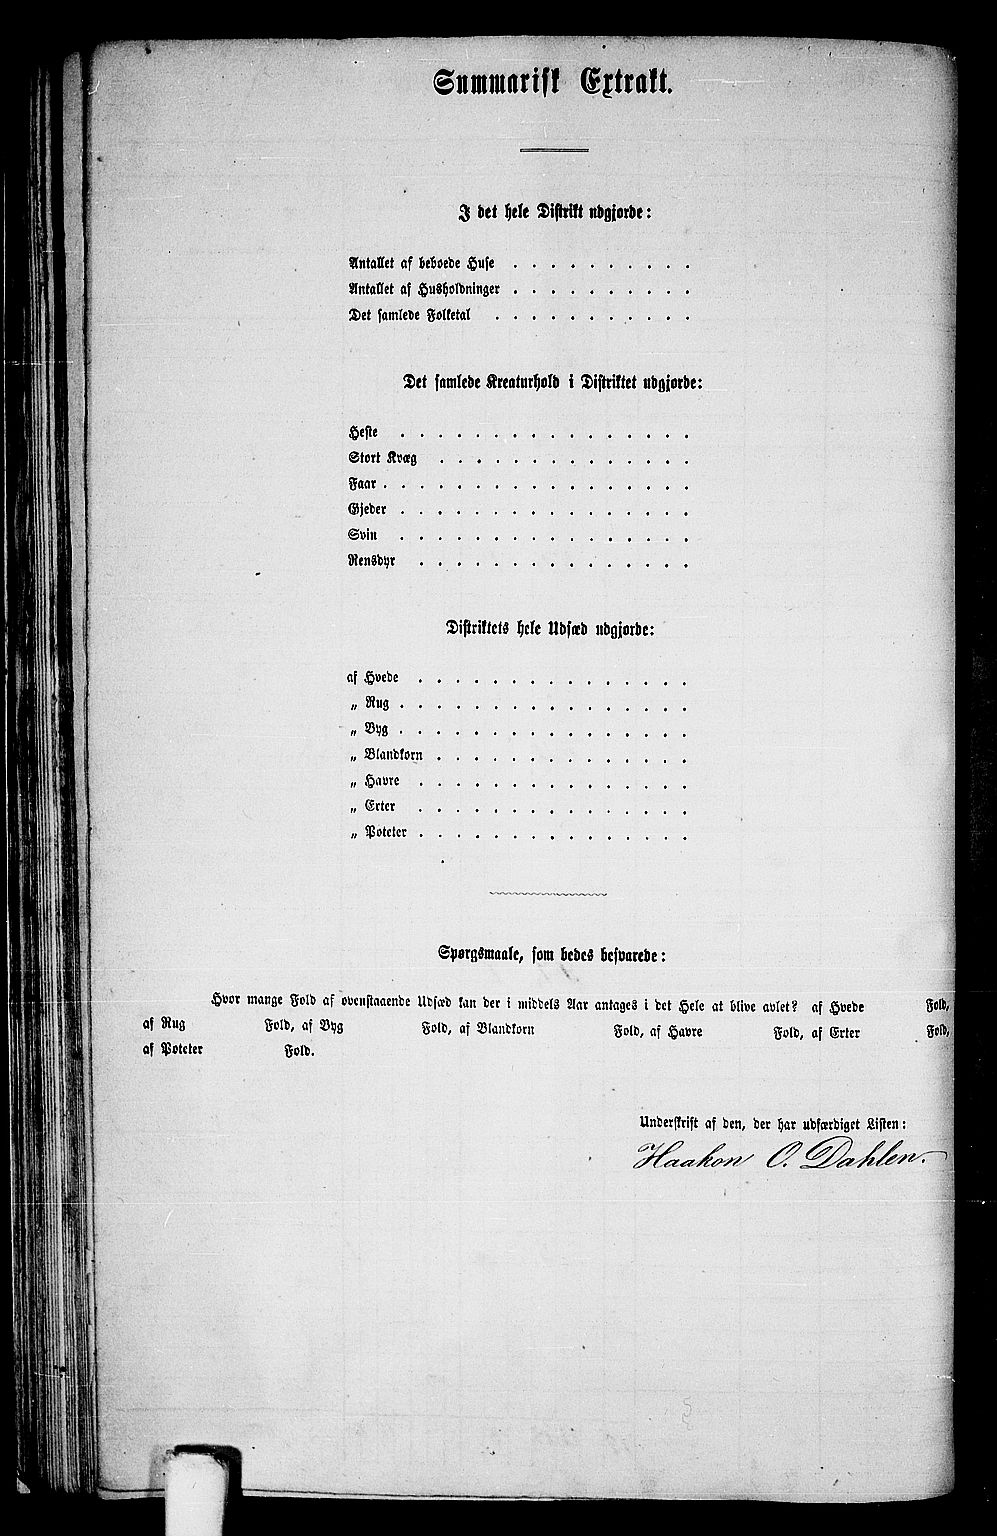 Summarisk Extrakt.
I det hele Distrikt udgjorde:
Antallet af beboede Huse . . . . . . . . . .
Antallet af Husholdninger . . . . . . . . . .
Det samlede Folketal . . . . . . . . . . .
Det samlede Kreaturhold i Distriktet udgjorde:
Heste . . . . . . . . . . . . . . . .
Stort Kvæg . . . . . . . . . . . . . .
Faar . . . . . . . . . . . . . . . . .
Gjeder . . . . . . . . . . . . . . . .
Svin . . . . . . . . . . . . . . . .
Rensdyr . . . . . . . . . . . . . . .
Distriktets hele Udsæd udgjorde:
af Hvede . . . . . . . . . . . . . . .
„ Rug . . . . . . . . . . . . . . . .
„ Byg . . . . . . . . . . . . . . . .
„ Blandkorn . . . . . . . . . . . . . .
„ Havre . . . . . . . . . . . . . . .
„ Erter . . . . . . . . . . . . . . .
„ Poteter . . . . . . . . . . . . . . .
Spørgsmaale, som bedes besvarede:
Hvor mange Fold af ovenstaaende Udsæd kan der i middels Aar antages i det Hele at blive avlet? af Hvede Fold,
af Rug Fold, af Byg Fold, af Blandkorn Fold, af Havre Fold, af Erter Fold,
af Poteter Fold.
Underskrift af den, der har udfærdiget Listen:
Haakon O. Dahlen.